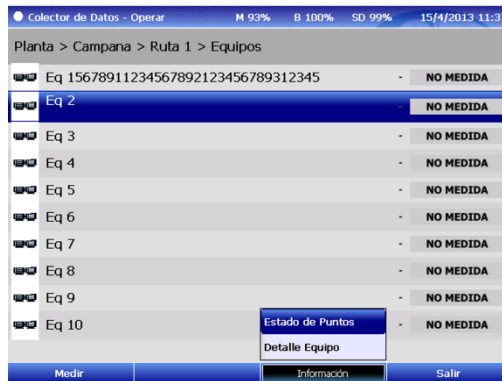 Colector de Datos - Operar M 93% B 100% SD 99% 15/4/2013 11:3
Planta > Campana > Ruta 1 > Equipos
Eq 1567891123456789212345678931 2345 - NO MEDIDA
Eq 2 - NO MEDIDA
Eq 3 - NO MEDIDA
Eq 4 - NO MEDIDA
Eq 5 - NO MEDIDA
Eq 6 - NO MEDIDA
Eq 7 - NO MEDIDA
Eq 8 - NO MEDIDA
Eq 9 - NO MEDIDA
Eq 10 - NO MEDIDA
Estado de Puntos
Detalle Equipo
Medir Información Salir